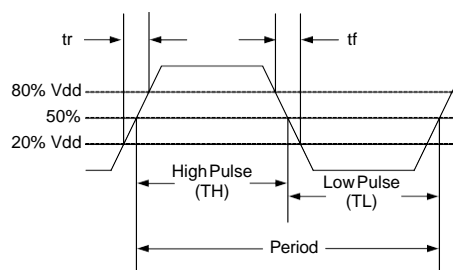 tr
tf
80% Vdd
50%
20% Vdd
High Pulse
(TH)
Low Pulse
(TL)
Period